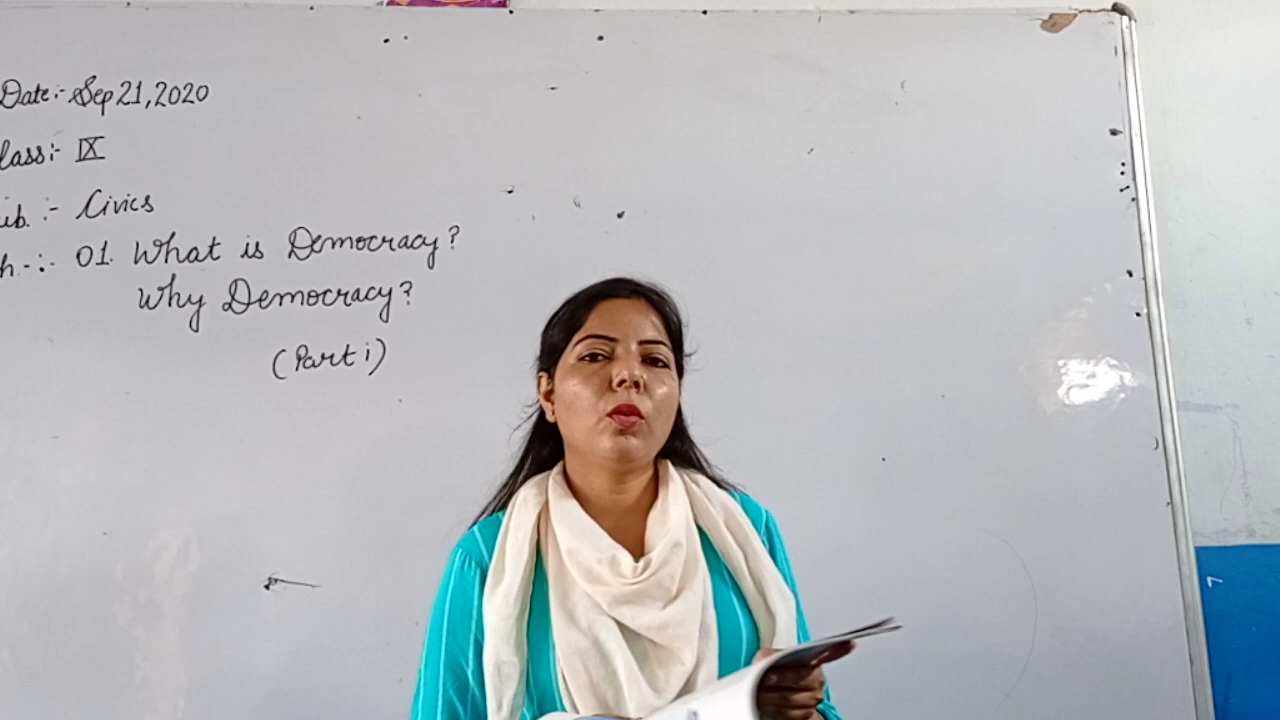 Date:- Sep 21, 2020
lass:- IX
ub. :- Civics
h.-:- 01. What is Democracy?
Why Democracy?
(Part i)